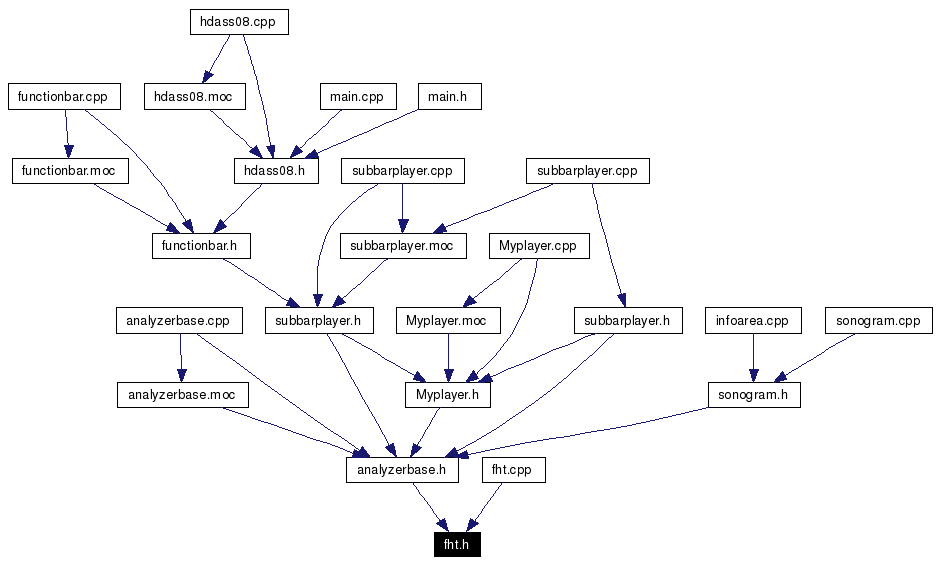 hdass08.cpp
functionbar.cpp
hdass08.moc
main.cpp
main.h
functionbar.moc
hdass08.h
subbarplayer.cpp
subbarplayer.cpp
functionbar.h
subbarplayer.moc
Myplayer.cpp
analyzerbase.cpp
subbarplayer.h
Myplayer.moc
subbarplayer.h
infoarea.cpp
sonogram.cpp
analyzerbase.moc
Myplayer.h
sonogram.h
analyzerbase.h
fht.cpp
fht.h